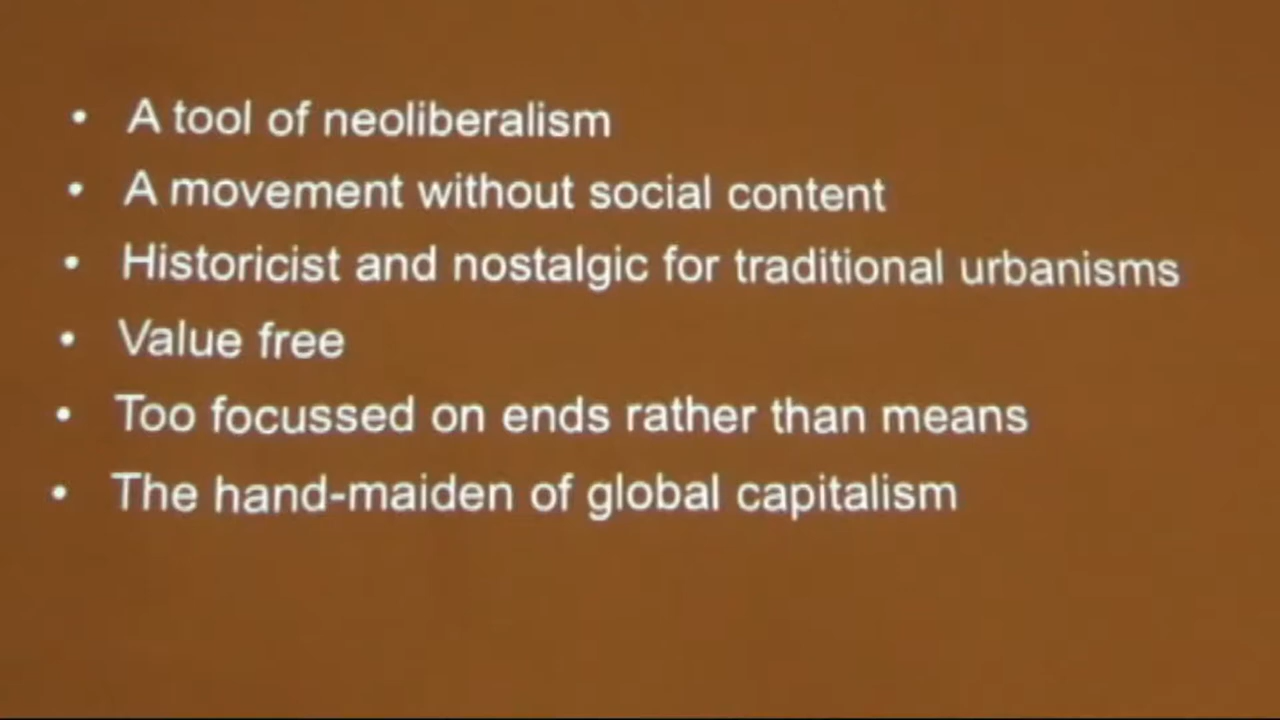 • A tool of neoliberalism
• A movement without social content
• Historicist and nostalgic for traditional urbanisms
• Value free
• Too focussed on ends rather than means
• The hand-maiden of global capitalism